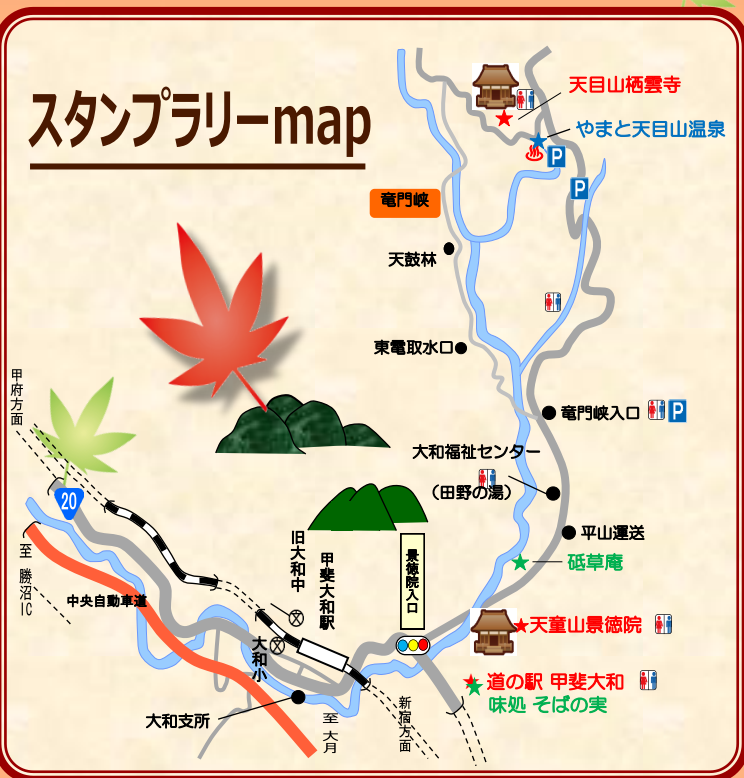 スタンプラリーmap
天目山栖雲寺
やまと天目山温泉
P
P
竜門峡
天鼓林
東電取水口
竜門峡入口
P
甲府方面
大和福祉センター
（田野の湯）
20
平山運送
旧大和中
甲斐大和駅
景徳院入口
砥草庵
至 勝沼IC
中央自動車道
天童山景徳院
大和小
道の駅 甲斐大和
味処 そばの実
大和支所
至 大月
新宿方面